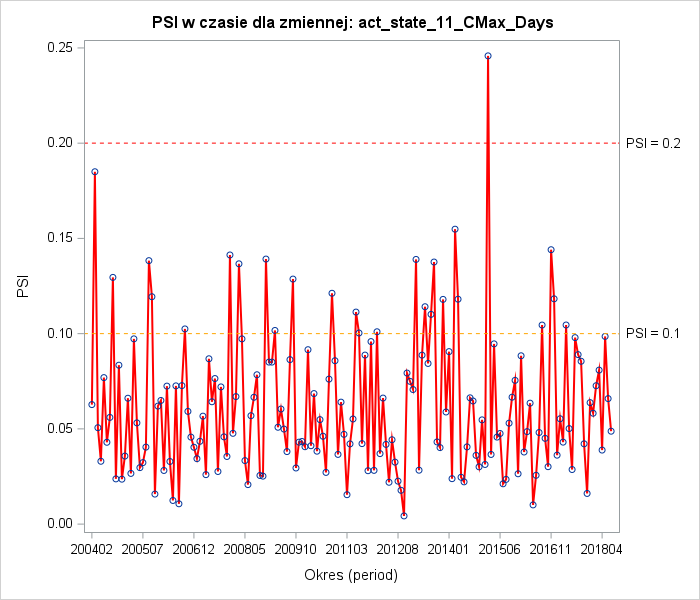 PSI w czasie dla zmiennej: act_state_11_CMax_Days
0.25
0.20
0.15
0.10
0.05
0.00
PSI
PSI = 0.2
PSI = 0.1
200402 200507 200612 200805 200910 201103 201208 201401 201506 201611 201804
Okres (period)